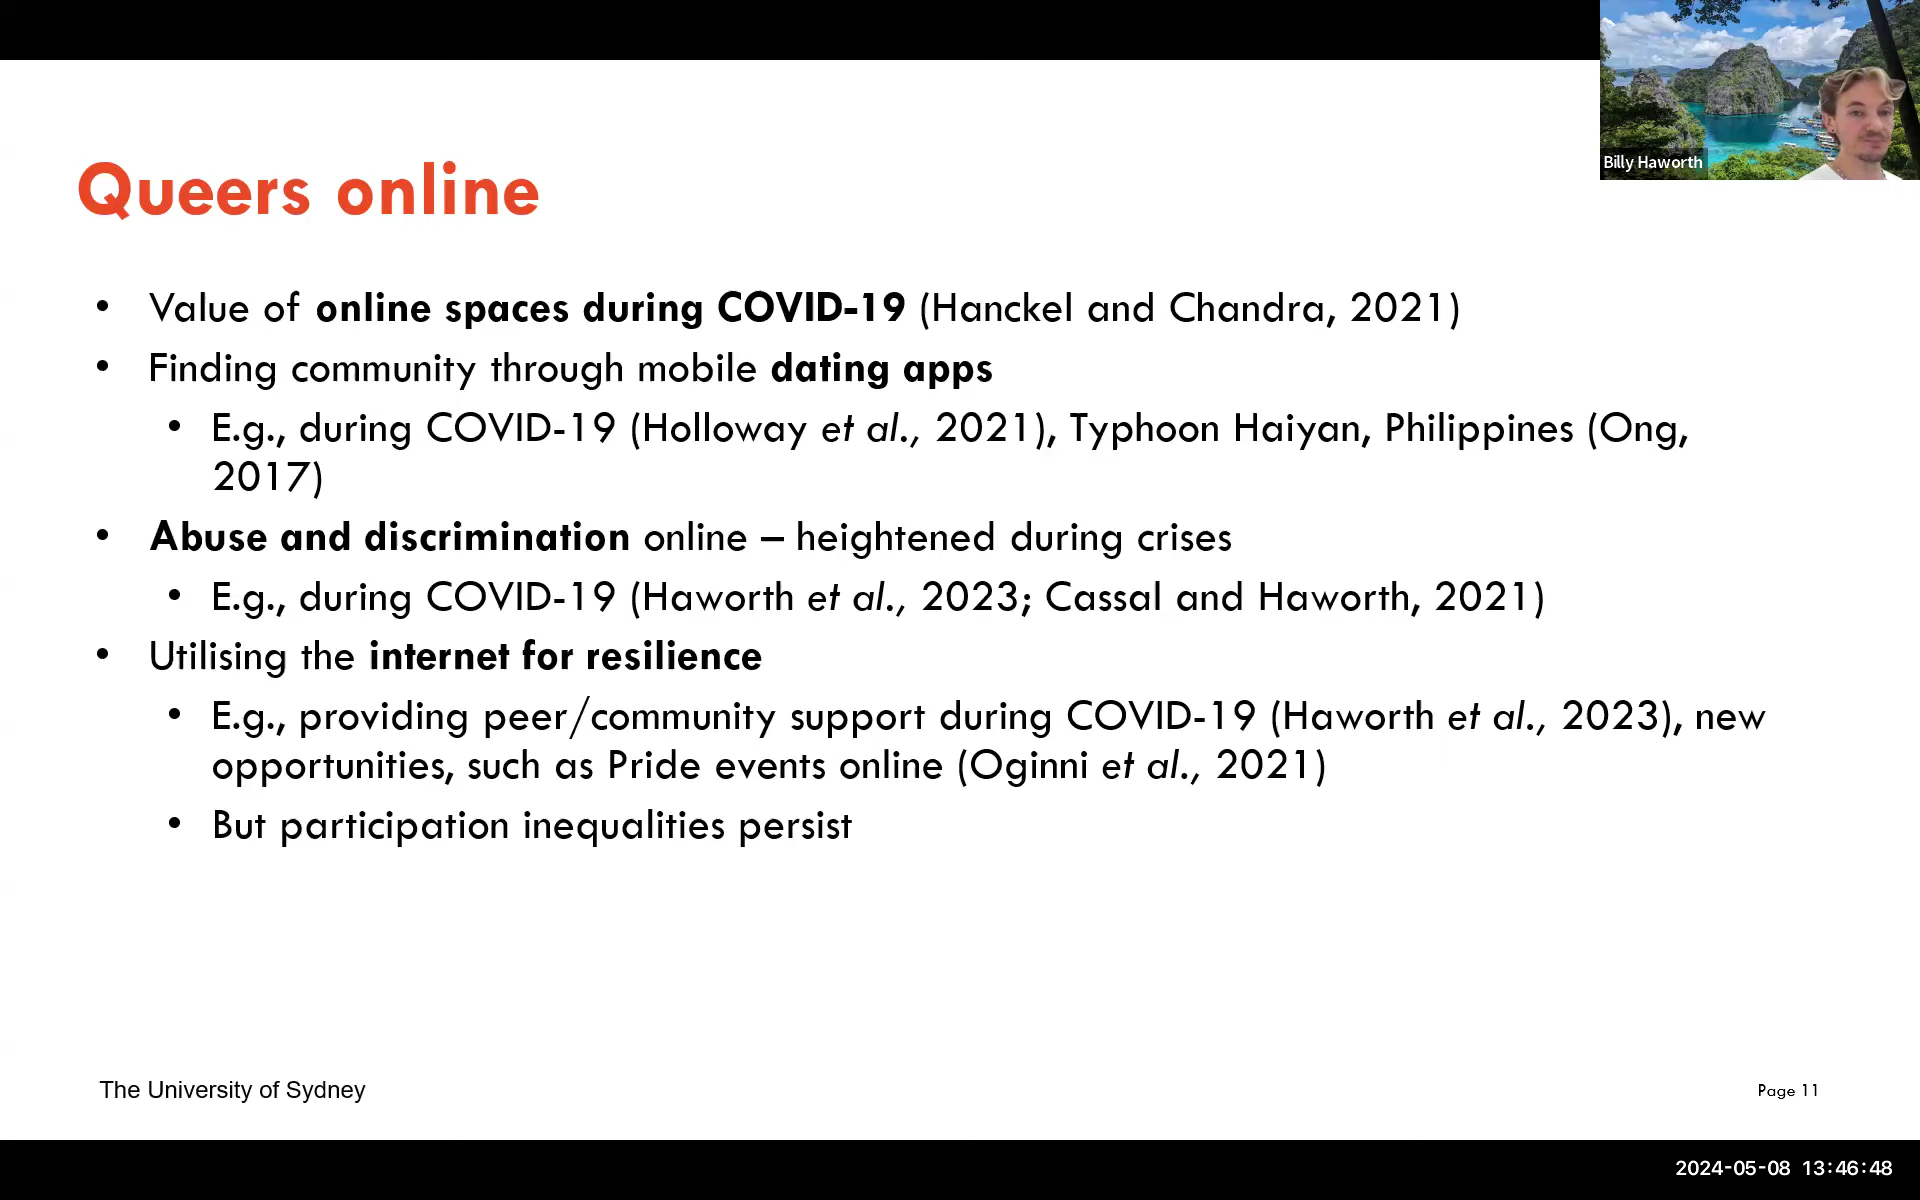 Billy Haworth
Queers online
• Value of online spaces during COVID-19 (Hanckel and Chandra, 2021)
• Finding community through mobile dating apps
• E.g., during COVID-19 (Holloway et al., 2021), Typhoon Haiyan, Philippines (Ong,
2017)
• Abuse and discrimination online – heightened during crises
• E.g., during COVID-19 (Haworth et al., 2023; Cassal and Haworth, 2021)
• Utilising the internet for resilience
• E.g., providing peer/community support during COVID-19 (Haworth et al., 2023), new
opportunities, such as Pride events online (Oginni et al., 2021)
• But participation inequalities persist
The University of Sydney
Page 11
2024-05-08 13:46:48